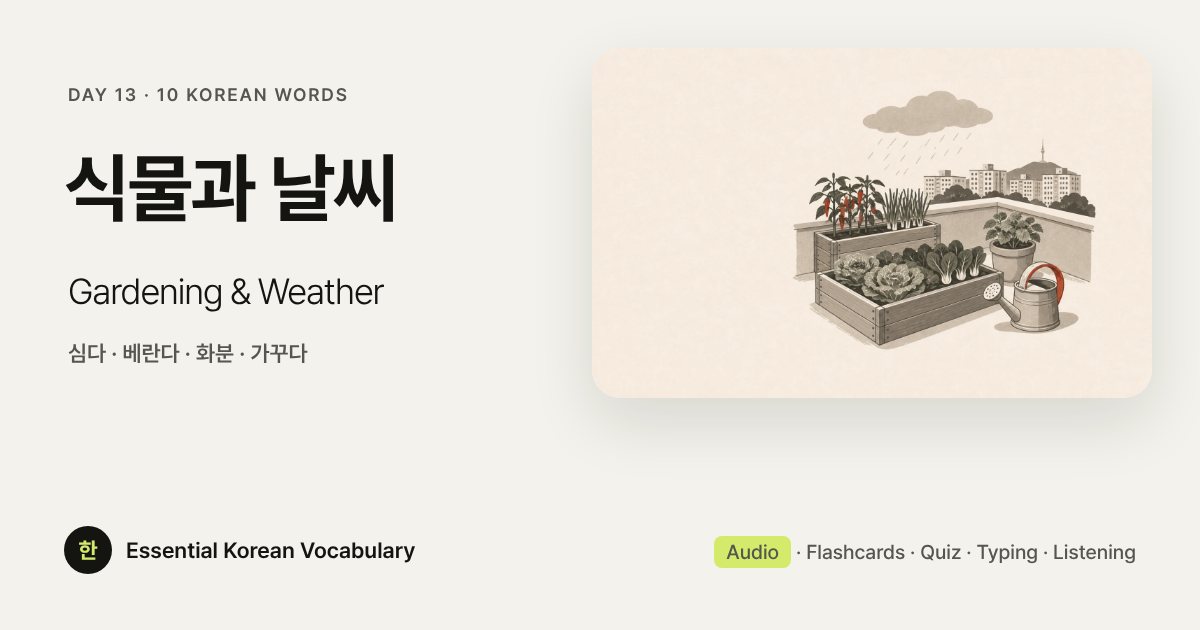 DAY 13 · 10 KOREAN WORDS
식물과 날씨
Gardening & Weather
심다 · 베란다 · 화분 · 가꾸다
한 Essential Korean Vocabulary
Audio · Flashcards · Quiz · Typing · Listening